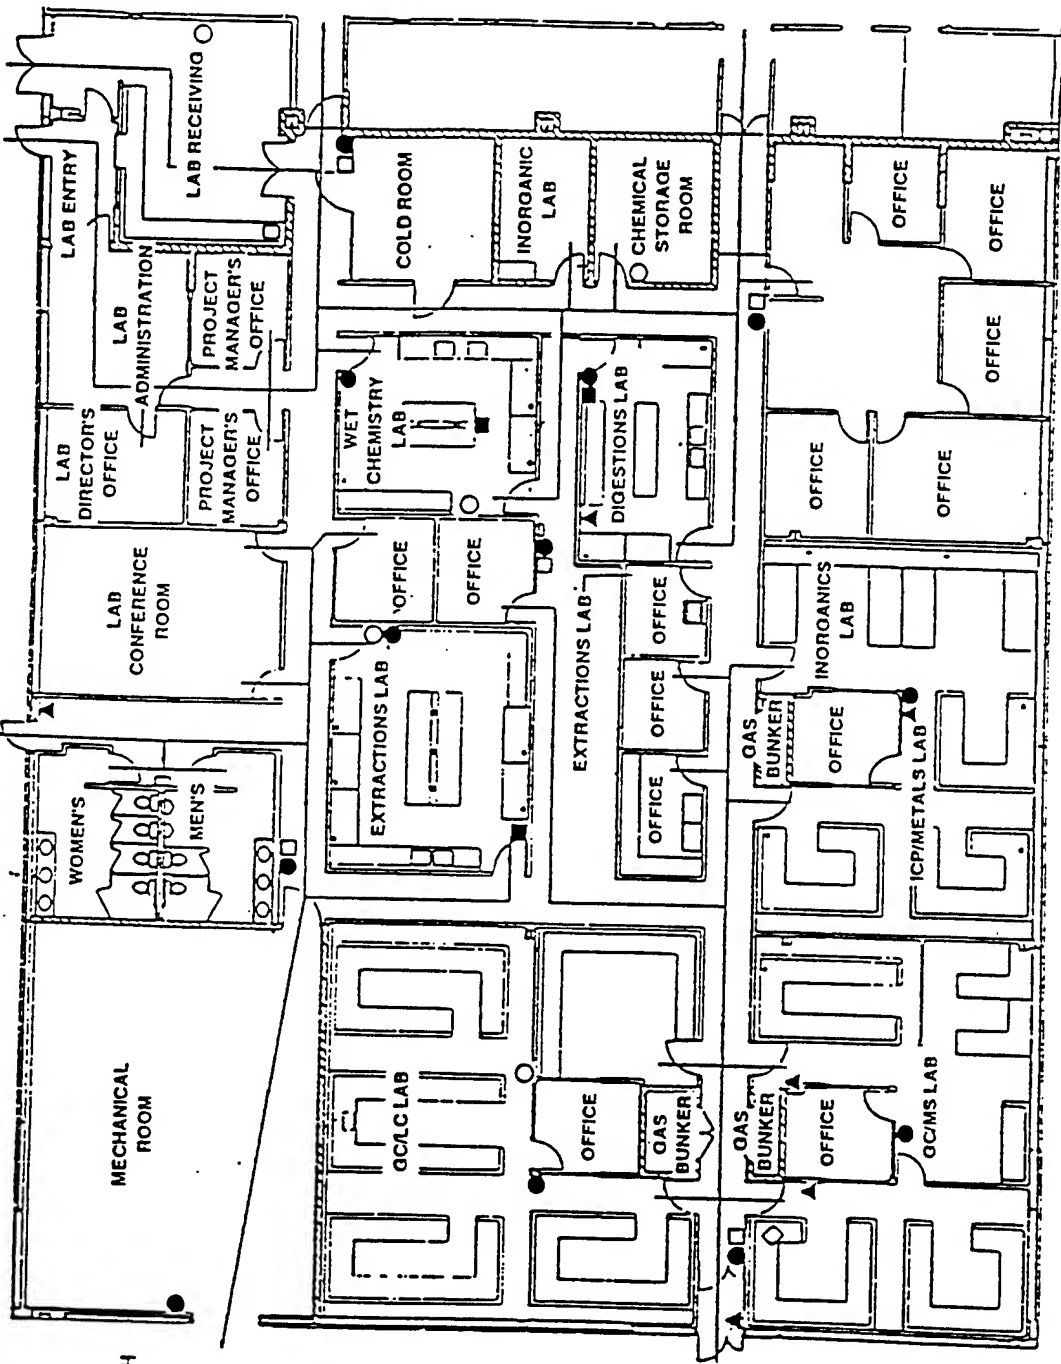 MECHANICAL
ROOM
WOMEN'S
MEN'S
LAB
CONFERENCE
ROOM
LAB
DIRECTOR'S
OFFICE
PROJECT
MANAGER'S
OFFICE
LAB
ADMINISTRATION
PROJECT
MANAGER'S
OFFICE
LAB ENTRY
LAB RECEIVING
GC/LC LAB
OFFICE
GAS
BUNKER
EXTRACTIONS LAB
OFFICE
OFFICE
WET
CHEMISTRY
LAB
COLD ROOM
INORGANIC
LAB
CHEMICAL
STORAGE
ROOM
EXTRACTIONS LAB
OFFICE
OFFICE
OFFICE
DIGESTIONS LAB
GAS
BUNKER
OFFICE
GC/MS LAB
GAS
BUNKER
OFFICE
ICP/METALS LAB
INORGANICS
LAB
OFFICE
OFFICE
OFFICE
OFFICE
OFFICE